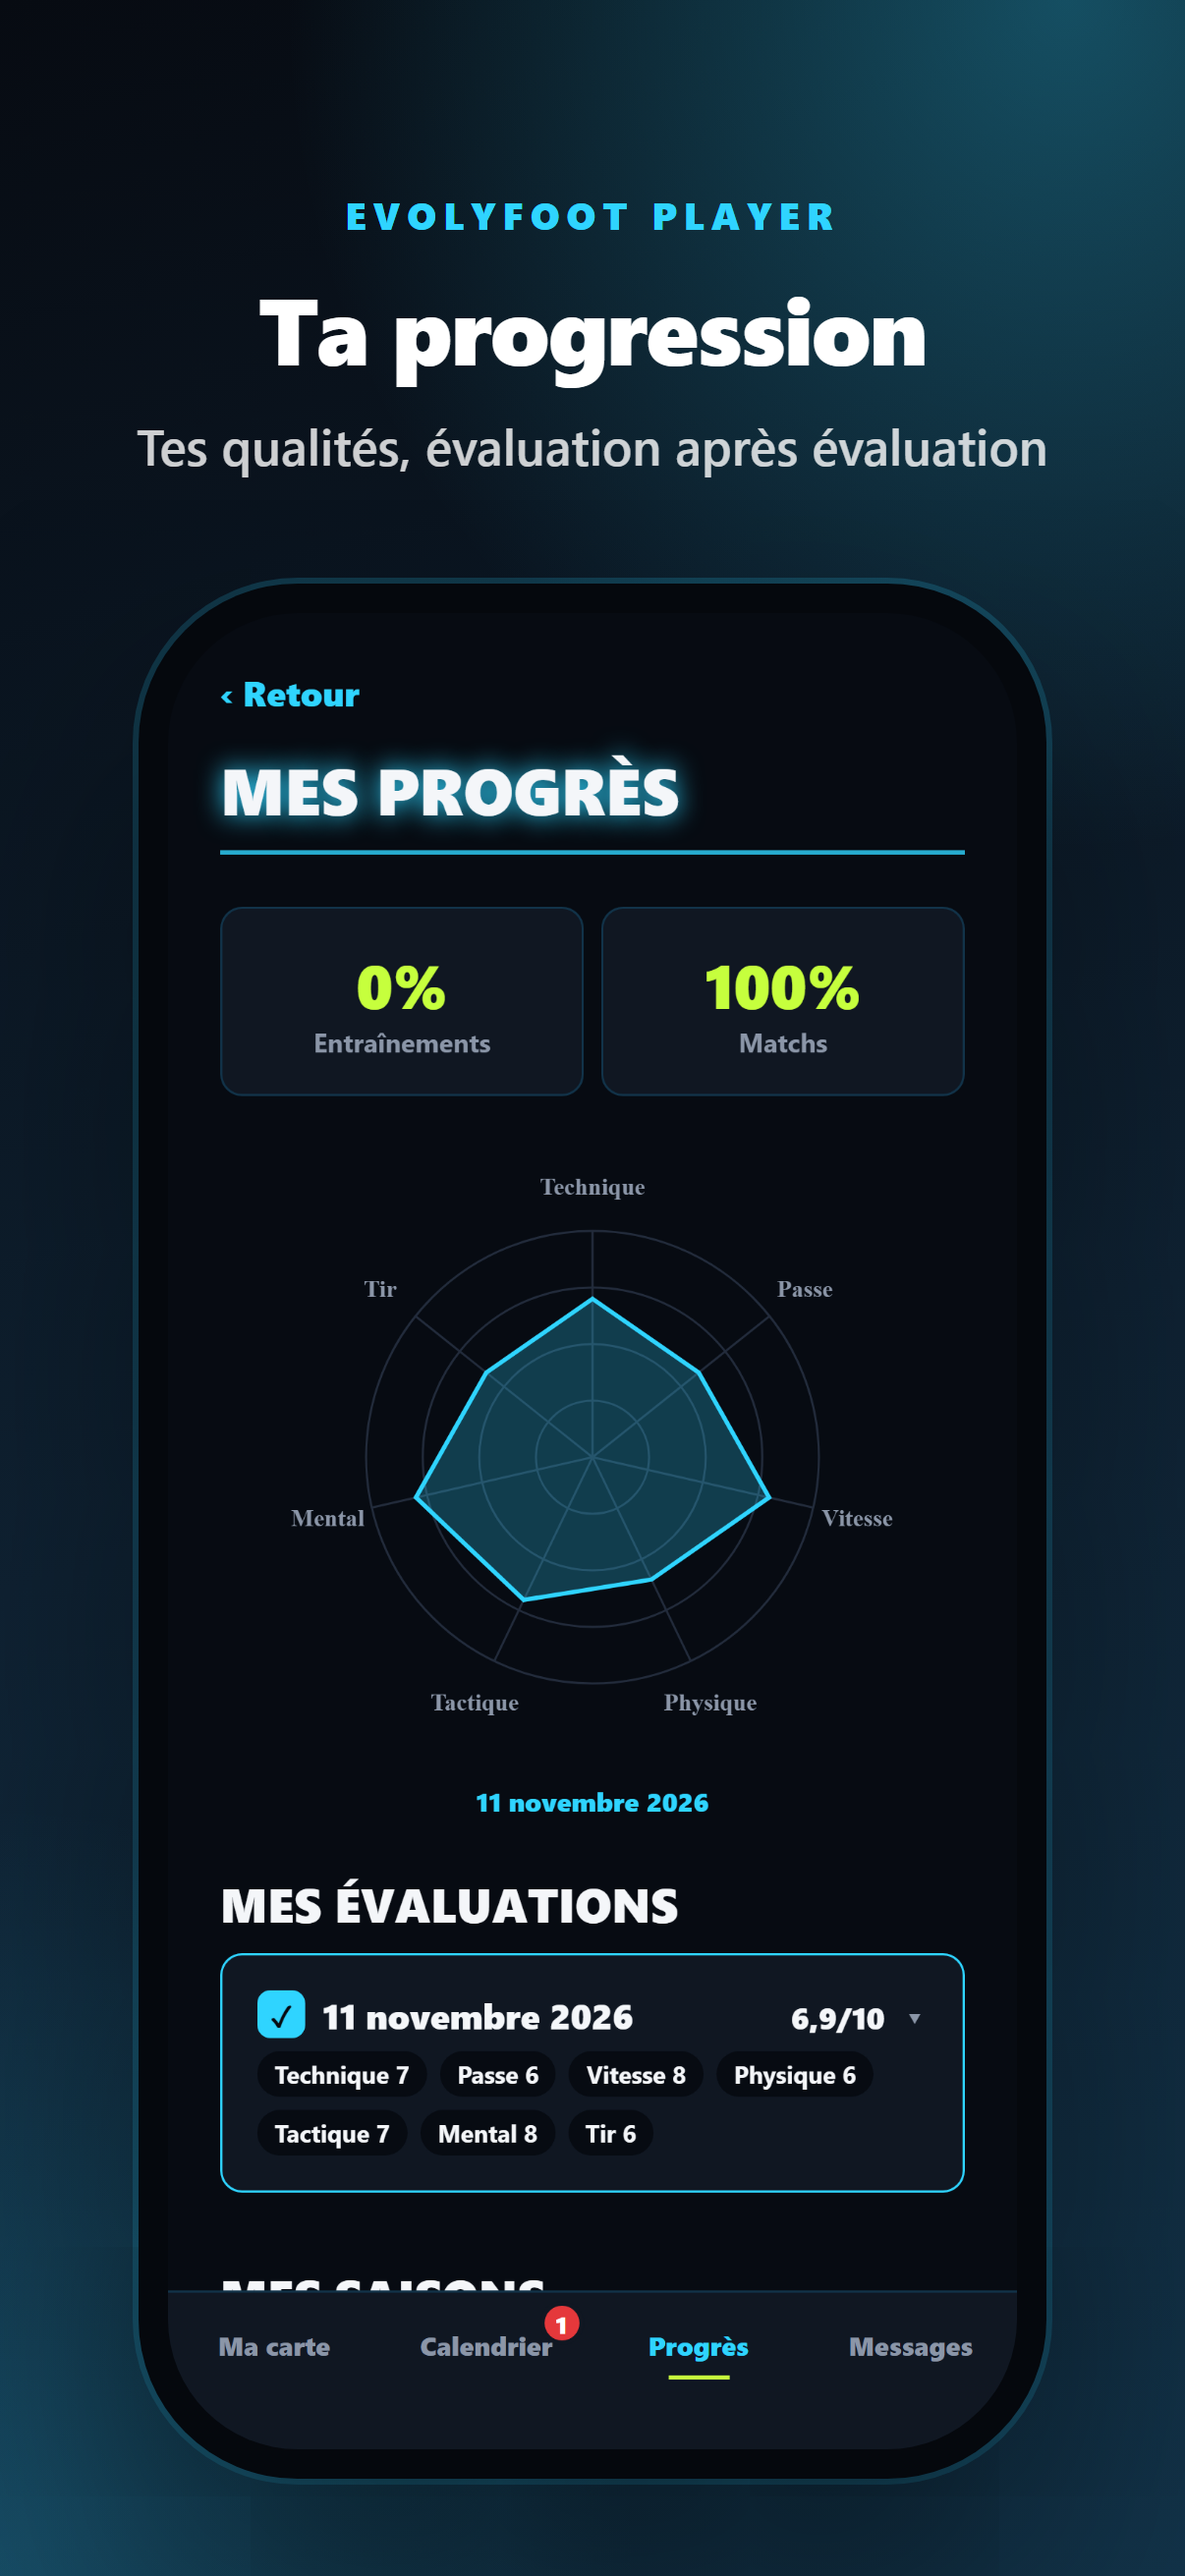 EVOLYFOOT PLAYER
Ta progression
Tes qualités, évaluation après évaluation
‹ Retour
MES PROGRÈS
0%
Entraînements
100%
Matchs
Technique
Tir
Passe
Mental
Vitesse
Tactique
Physique
11 novembre 2026
MES ÉVALUATIONS
✓ 11 novembre 2026 6,9/10 ▾
Technique 7 Passe 6 Vitesse 8 Physique 6
Tactique 7 Mental 8 Tir 6
MES SAISONS
1
Ma carte Calendrier Progrès Messages